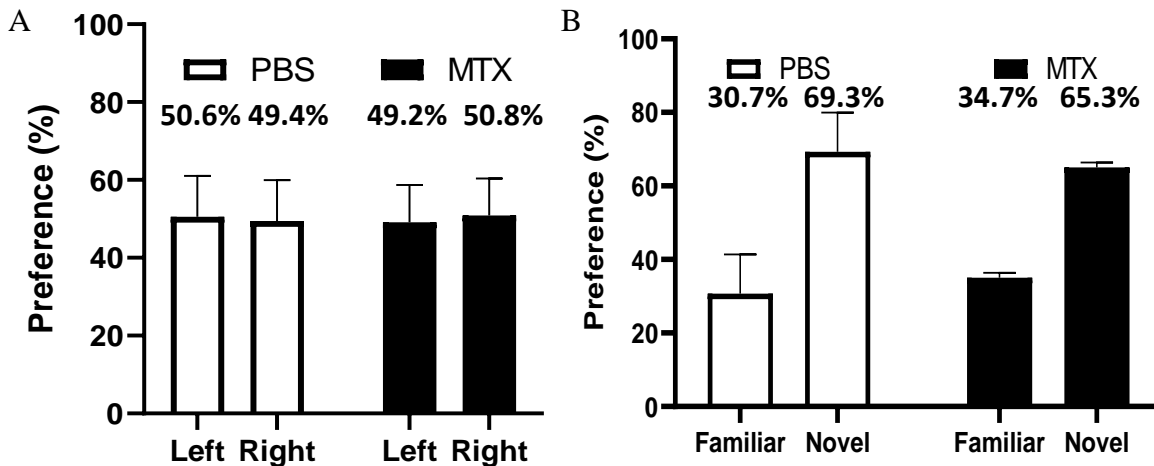 A
Preference (%)
100
80
60
40
20
0
PBS
MTX
50.6% 49.4% 49.2% 50.8%
Left Right Left Right
B
Preference (%)
100
80
60
40
20
0
PBS
MTX
30.7% 69.3% 34.7% 65.3%
Familiar Novel Familiar Novel